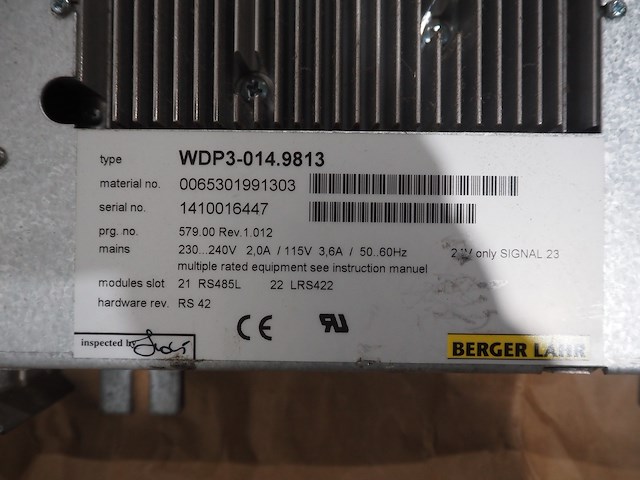 type WDP3-014.9813
material no. 0065301991303
serial no. 1410016447
prg. no. 579.00 Rev.1.012
mains 230...240V 2,0A / 115V 3,6A / 50..60Hz only SIGNAL 23
multiple rated equipment see instruction manuel
modules slot 21 RS485L 22 LRS422
hardware rev. RS 42
CE RU
inspected by
BERGER LAHR